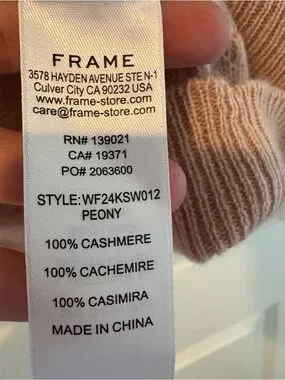 FRAME
3578 HAYDEN AVENUE STE N-1
Culver City CA 90232 USA
www.frame-store.com
care@frame-store.com
RN# 139021
CA# 19371
PO# 2063600
STYLE:WF24KSW012
PEONY
100% CASHMERE
100% CACHEMIRE
100% CASIMIRA
MADE IN CHINA